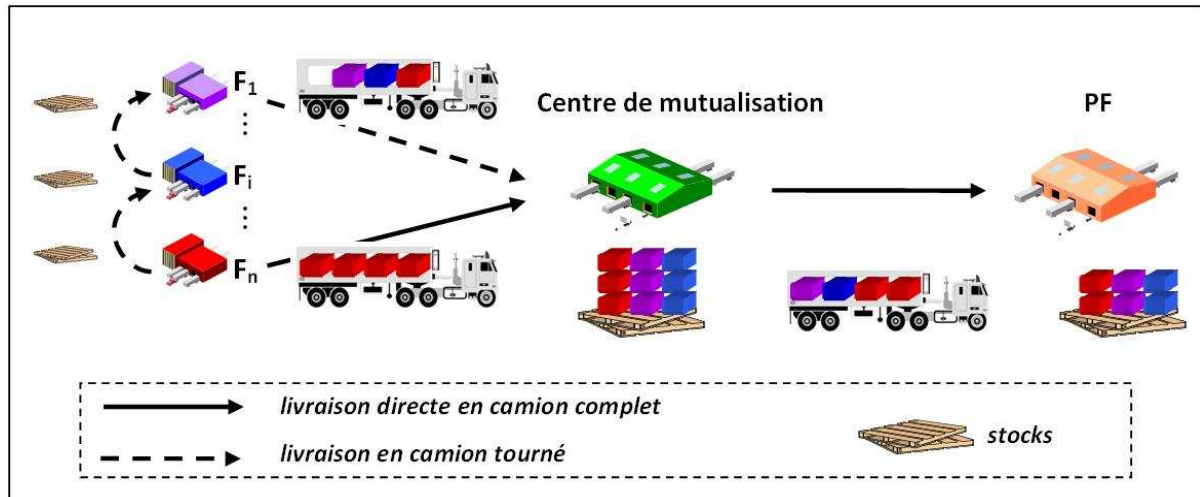 F1
Centre de mutualisation
PF
Fi
Fn
livraison directe en camion complet
livraison en camion tourné
stocks